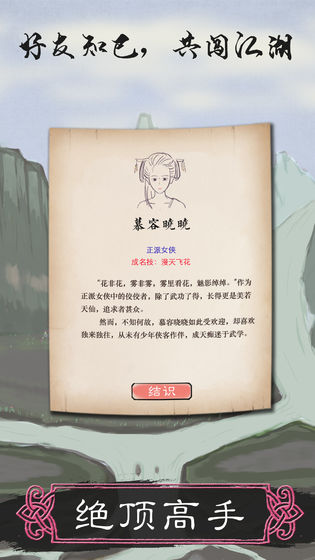 好友知己，共闯江湖
慕容晓晓
正派女侠
成名技：漫天飞花
“花非花，雾非雾，雾里看花，魅影绰绰。”作为
正派女侠中的佼佼者，除了武功了得，长得更是美若
天仙，追求者甚众。
然而，不知何故，慕容晓晓如此受欢迎，却喜欢
独来独往，从未有少年侠客作伴，成天痴迷于武学。
结识
绝顶高手